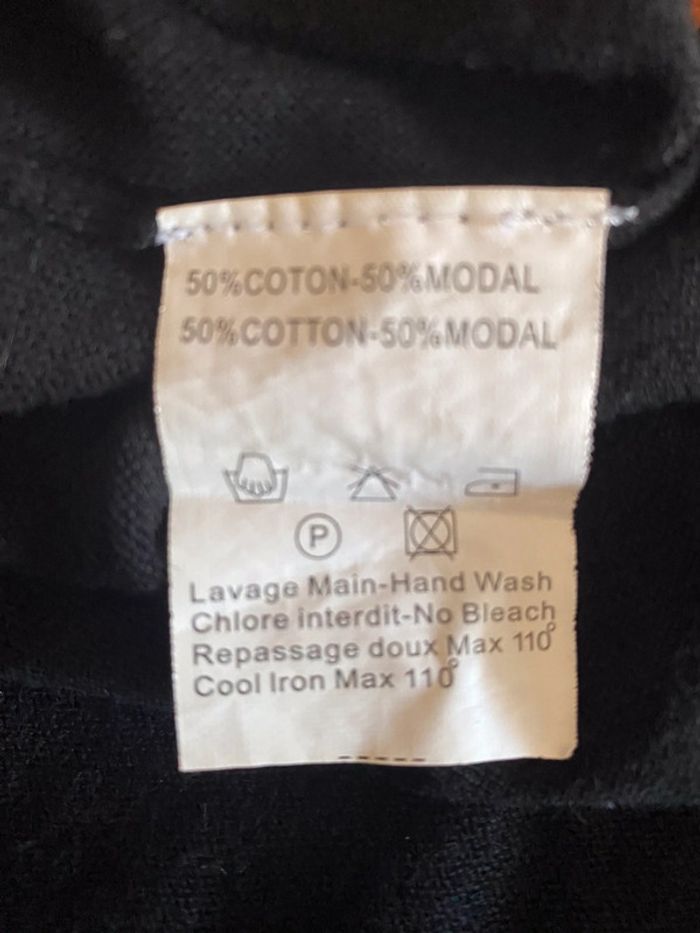 50%COTON-50%MODAL
50%COTTON-50%MODAL
P
Lavage Main-Hand Wash
Chlore interdit-No Bleach
Repassage doux Max 110°
Cool Iron Max 110°